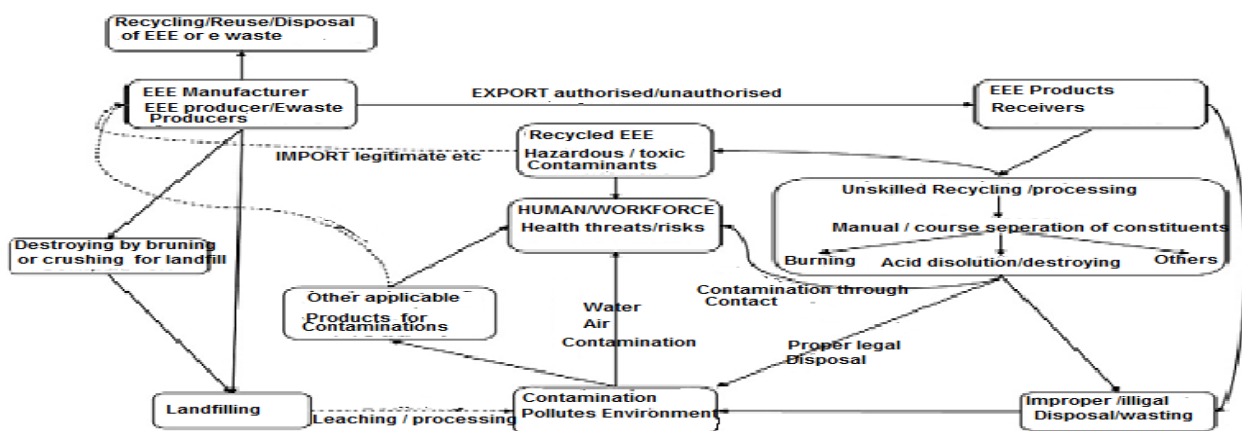 Recycling/Reuse/Disposal
of EEE or e waste
EEE Manufacturer
EEE producer/Ewaste
Producers
EXPORT authorised/unauthorised
EEE Products
Receivers
Recycled EEE
Hazardous / toxic
Contaminants
IMPORT legitimate etc
Unskilled Recycling /processing
Manual / course seperation of constituents
Burning
Acid disolution/destroying
Others
HUMAN/WORKFORCE
Health threats/risks
Destroying by bruning
or crushing for landfill
Other applicable
Products for
Contaminations
Water
Air
Contamination
Contamination through
Contact
Proper legal
Disposal
Landfilling
Leaching / processing
Contamination
Pollutes Environment
Improper /illigal
Disposal/wasting